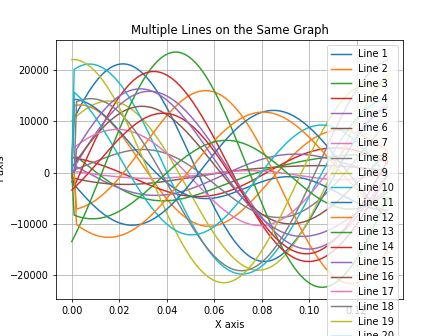 Multiple Lines on the Same Graph
20000
10000
0
−10000
−20000
0.00
0.02
0.04
0.06
0.08
0.10
X axis
Line 1
Line 2
Line 3
Line 4
Line 5
Line 6
Line 7
Line 8
Line 9
Line 10
Line 11
Line 12
Line 13
Line 14
Line 15
Line 16
Line 17
Line 18
Line 19
Line 20